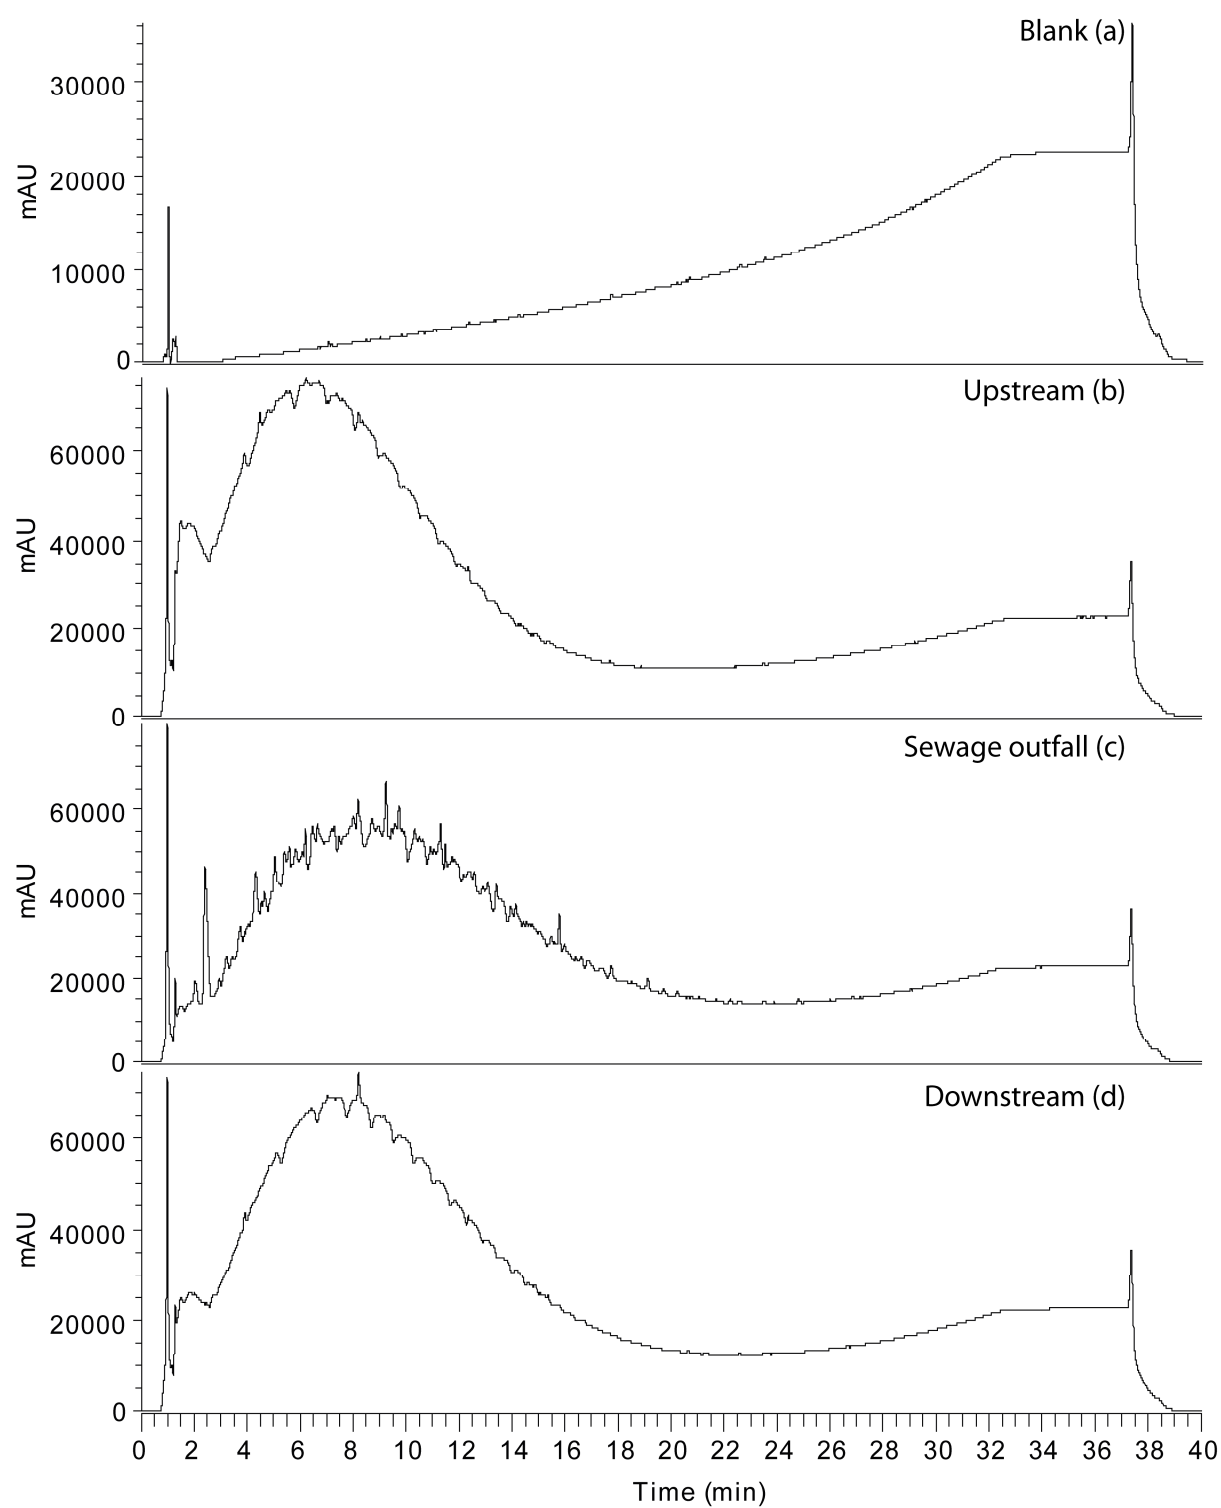 Blank (a)
30000
20000
10000
0
mAU
Upstream (b)
60000
40000
20000
0
mAU
Sewage outfall (c)
60000
40000
20000
0
mAU
Downstream (d)
60000
40000
20000
0
mAU
0 2 4 6 8 10 12 14 16 18 20 22 24 26 28 30 32 34 36 38 40
Time (min)